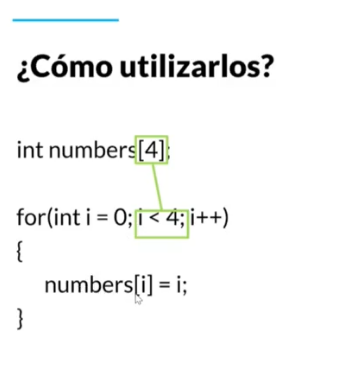 ¿Cómo utilizarlos?
int numbers[4];
for(int i = 0; i < 4; i++)
{
numbers[i] = i;
}